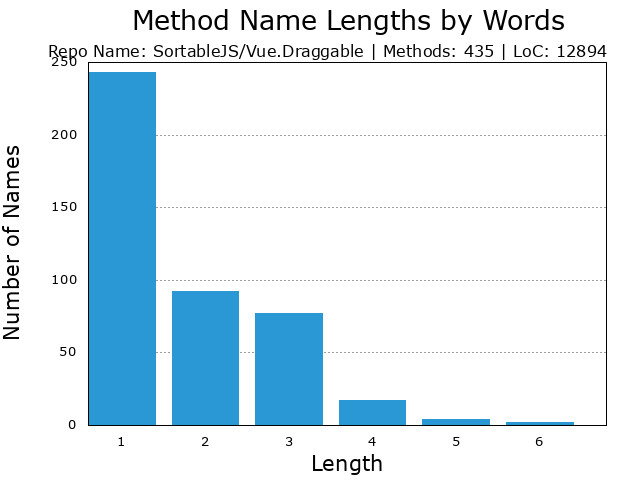 Method Name Lengths by Words
Repo Name: SortableJS/Vue.Draggable | Methods: 435 | LoC: 12894
250
200
150
100
50
0
Number of Names
1 2 3 4 5 6
Length